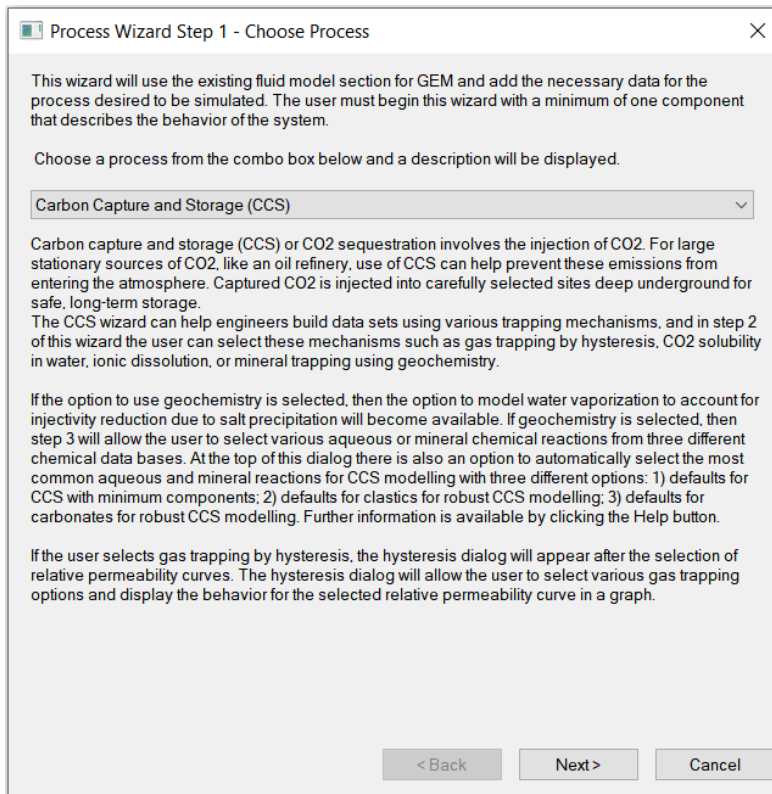 Process Wizard Step 1 - Choose Process
This wizard will use the existing fluid model section for GEM and add the necessary data for the
process desired to be simulated. The user must begin this wizard with a minimum of one component
that describes the behavior of the system.
Choose a process from the combo box below and a description will be displayed.
Carbon Capture and Storage (CCS)
Carbon capture and storage (CCS) or CO2 sequestration involves the injection of CO2. For large
stationary sources of CO2, like an oil refinery, use of CCS can help prevent these emissions from
entering the atmosphere. Captured CO2 is injected into carefully selected sites deep underground for
safe, long-term storage.
The CCS wizard can help engineers build data sets using various trapping mechanisms, and in step 2
of this wizard the user can select these mechanisms such as gas trapping by hysteresis, CO2 solubility
in water, ionic dissolution, or mineral trapping using geochemistry.
If the option to use geochemistry is selected, then the option to model water vaporization to account for
injectivity reduction due to salt precipitation will become available. If geochemistry is selected, then
step 3 will allow the user to select various aqueous or mineral chemical reactions from three different
chemical data bases. At the top of this dialog there is also an option to automatically select the most
common aqueous and mineral reactions for CCS modelling with three different options: 1) defaults for
CCS with minimum components; 2) defaults for clastics for robust CCS modelling; 3) defaults for
carbonates for robust CCS modelling. Further information is available by clicking the Help button.
If the user selects gas trapping by hysteresis, the hysteresis dialog will appear after the selection of
relative permeability curves. The hysteresis dialog will allow the user to select various gas trapping
options and display the behavior for the selected relative permeability curve in a graph.
< Back Next > Cancel